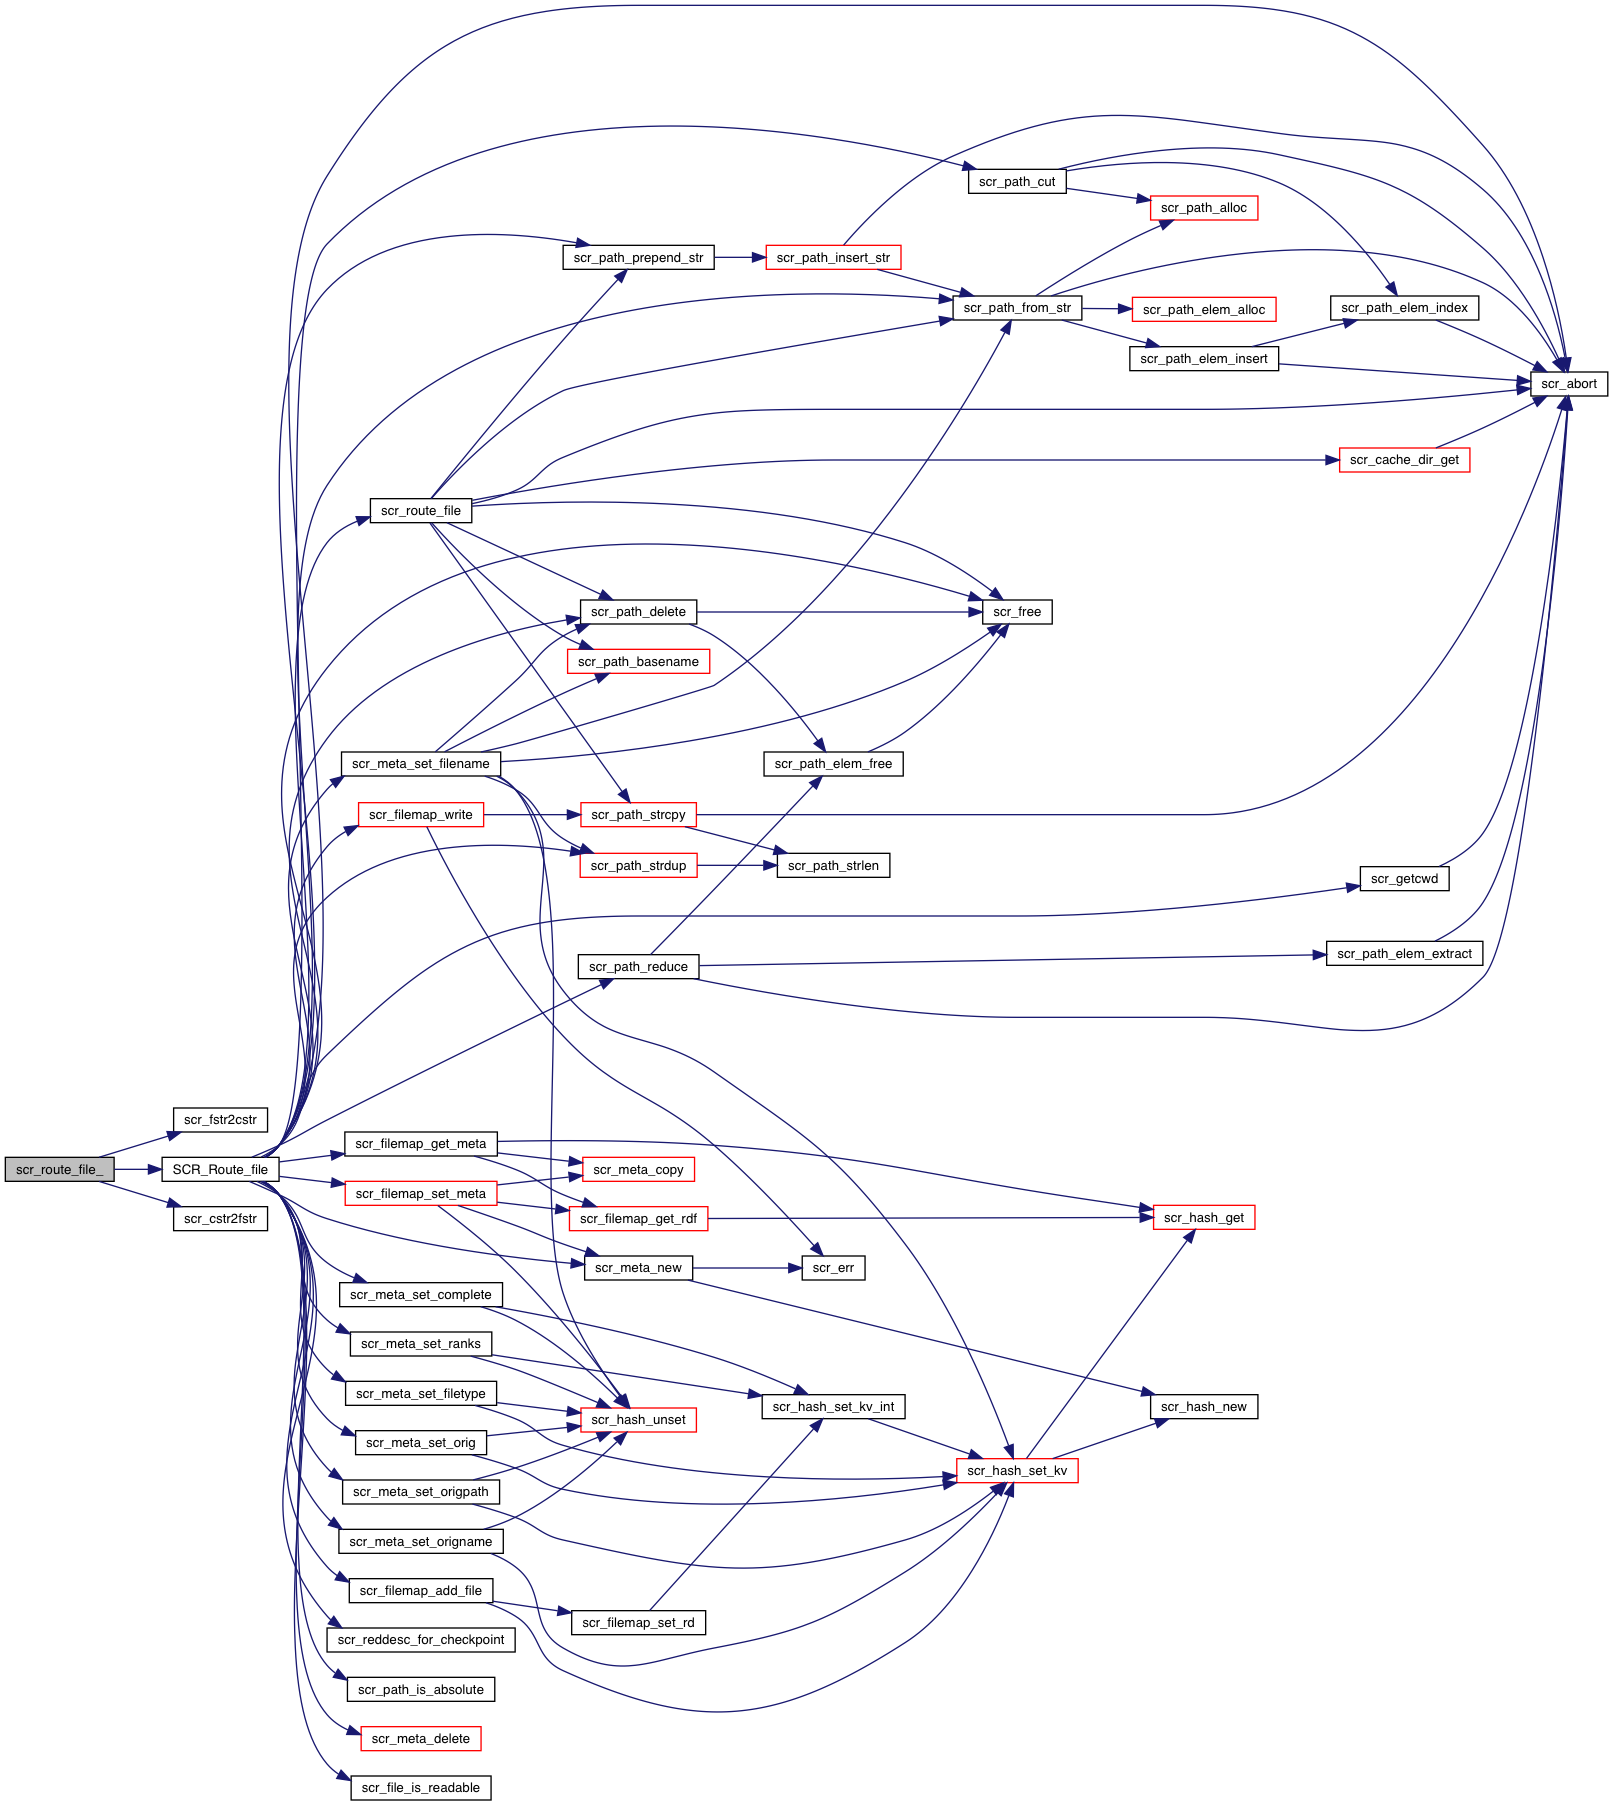 scr_path_cut
scr_path_alloc
scr_path_prepend_str
scr_path_insert_str
scr_path_from_str
scr_path_elem_alloc
scr_path_elem_index
scr_path_elem_insert
scr_abort
scr_cache_dir_get
scr_route_file
scr_path_delete
scr_free
scr_path_basename
scr_meta_set_filename
scr_path_elem_free
scr_filemap_write
scr_path_strcpy
scr_path_strdup
scr_path_strlen
scr_getcwd
scr_path_reduce
scr_path_elem_extract
scr_fstr2cstr
scr_route_file_
SCR_Route_file
scr_cstr2fstr
scr_filemap_get_meta
scr_meta_copy
scr_filemap_set_meta
scr_filemap_get_rdf
scr_hash_get
scr_meta_new
scr_err
scr_meta_set_complete
scr_meta_set_ranks
scr_meta_set_filetype
scr_hash_set_kv_int
scr_hash_new
scr_hash_unset
scr_meta_set_orig
scr_hash_set_kv
scr_meta_set_origpath
scr_meta_set_origname
scr_filemap_add_file
scr_filemap_set_rd
scr_reddesc_for_checkpoint
scr_path_is_absolute
scr_meta_delete
scr_file_is_readable